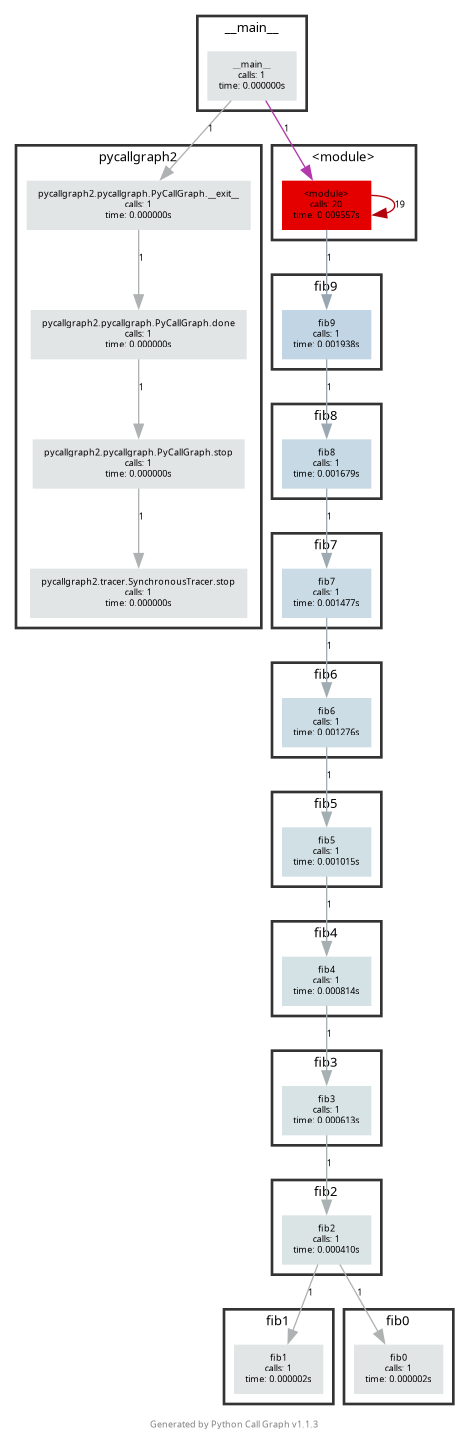 __main__
__main__
calls: 1
time: 0.000000s
1
1
pycallgraph2
pycallgraph2.pycallgraph.PyCallGraph.__exit__
calls: 1
time: 0.000000s
1
pycallgraph2.pycallgraph.PyCallGraph.done
calls: 1
time: 0.000000s
1
pycallgraph2.pycallgraph.PyCallGraph.stop
calls: 1
time: 0.000000s
1
pycallgraph2.tracer.SynchronousTracer.stop
calls: 1
time: 0.000000s
<module>
<module>
calls: 20
time: 0.009557s
19
1
fib9
fib9
calls: 1
time: 0.001938s
1
fib8
fib8
calls: 1
time: 0.001679s
1
fib7
fib7
calls: 1
time: 0.001477s
1
fib6
fib6
calls: 1
time: 0.001276s
1
fib5
fib5
calls: 1
time: 0.001015s
1
fib4
fib4
calls: 1
time: 0.000814s
1
fib3
fib3
calls: 1
time: 0.000613s
1
fib2
fib2
calls: 1
time: 0.000410s
1
1
fib1
fib1
calls: 1
time: 0.000002s
fib0
fib0
calls: 1
time: 0.000002s
Generated by Python Call Graph v1.1.3